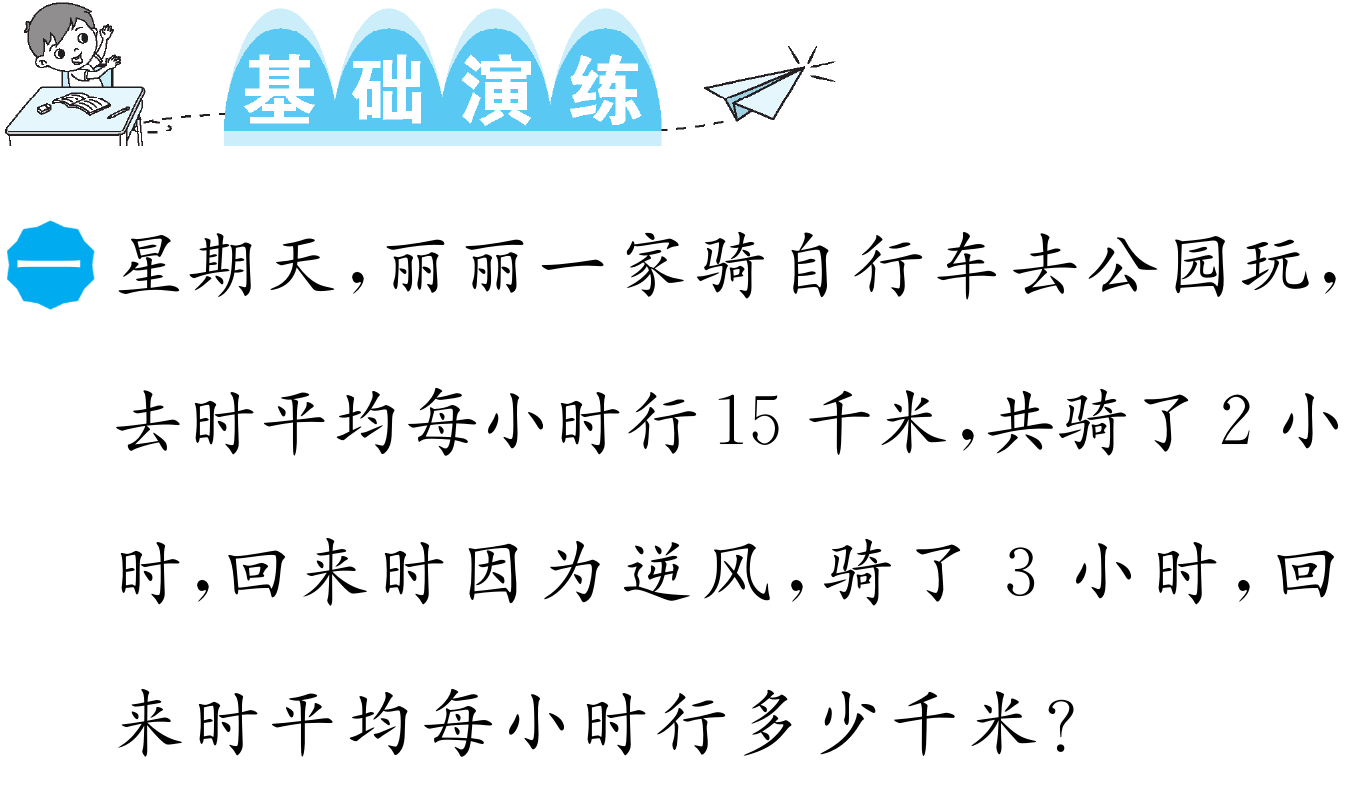 基础演练
一 星期天,丽丽一家骑自行车去公园玩,
去时平均每小时行15千米,共骑了2小
时,回来时因为逆风,骑了3小时,回
来时平均每小时行多少千米?